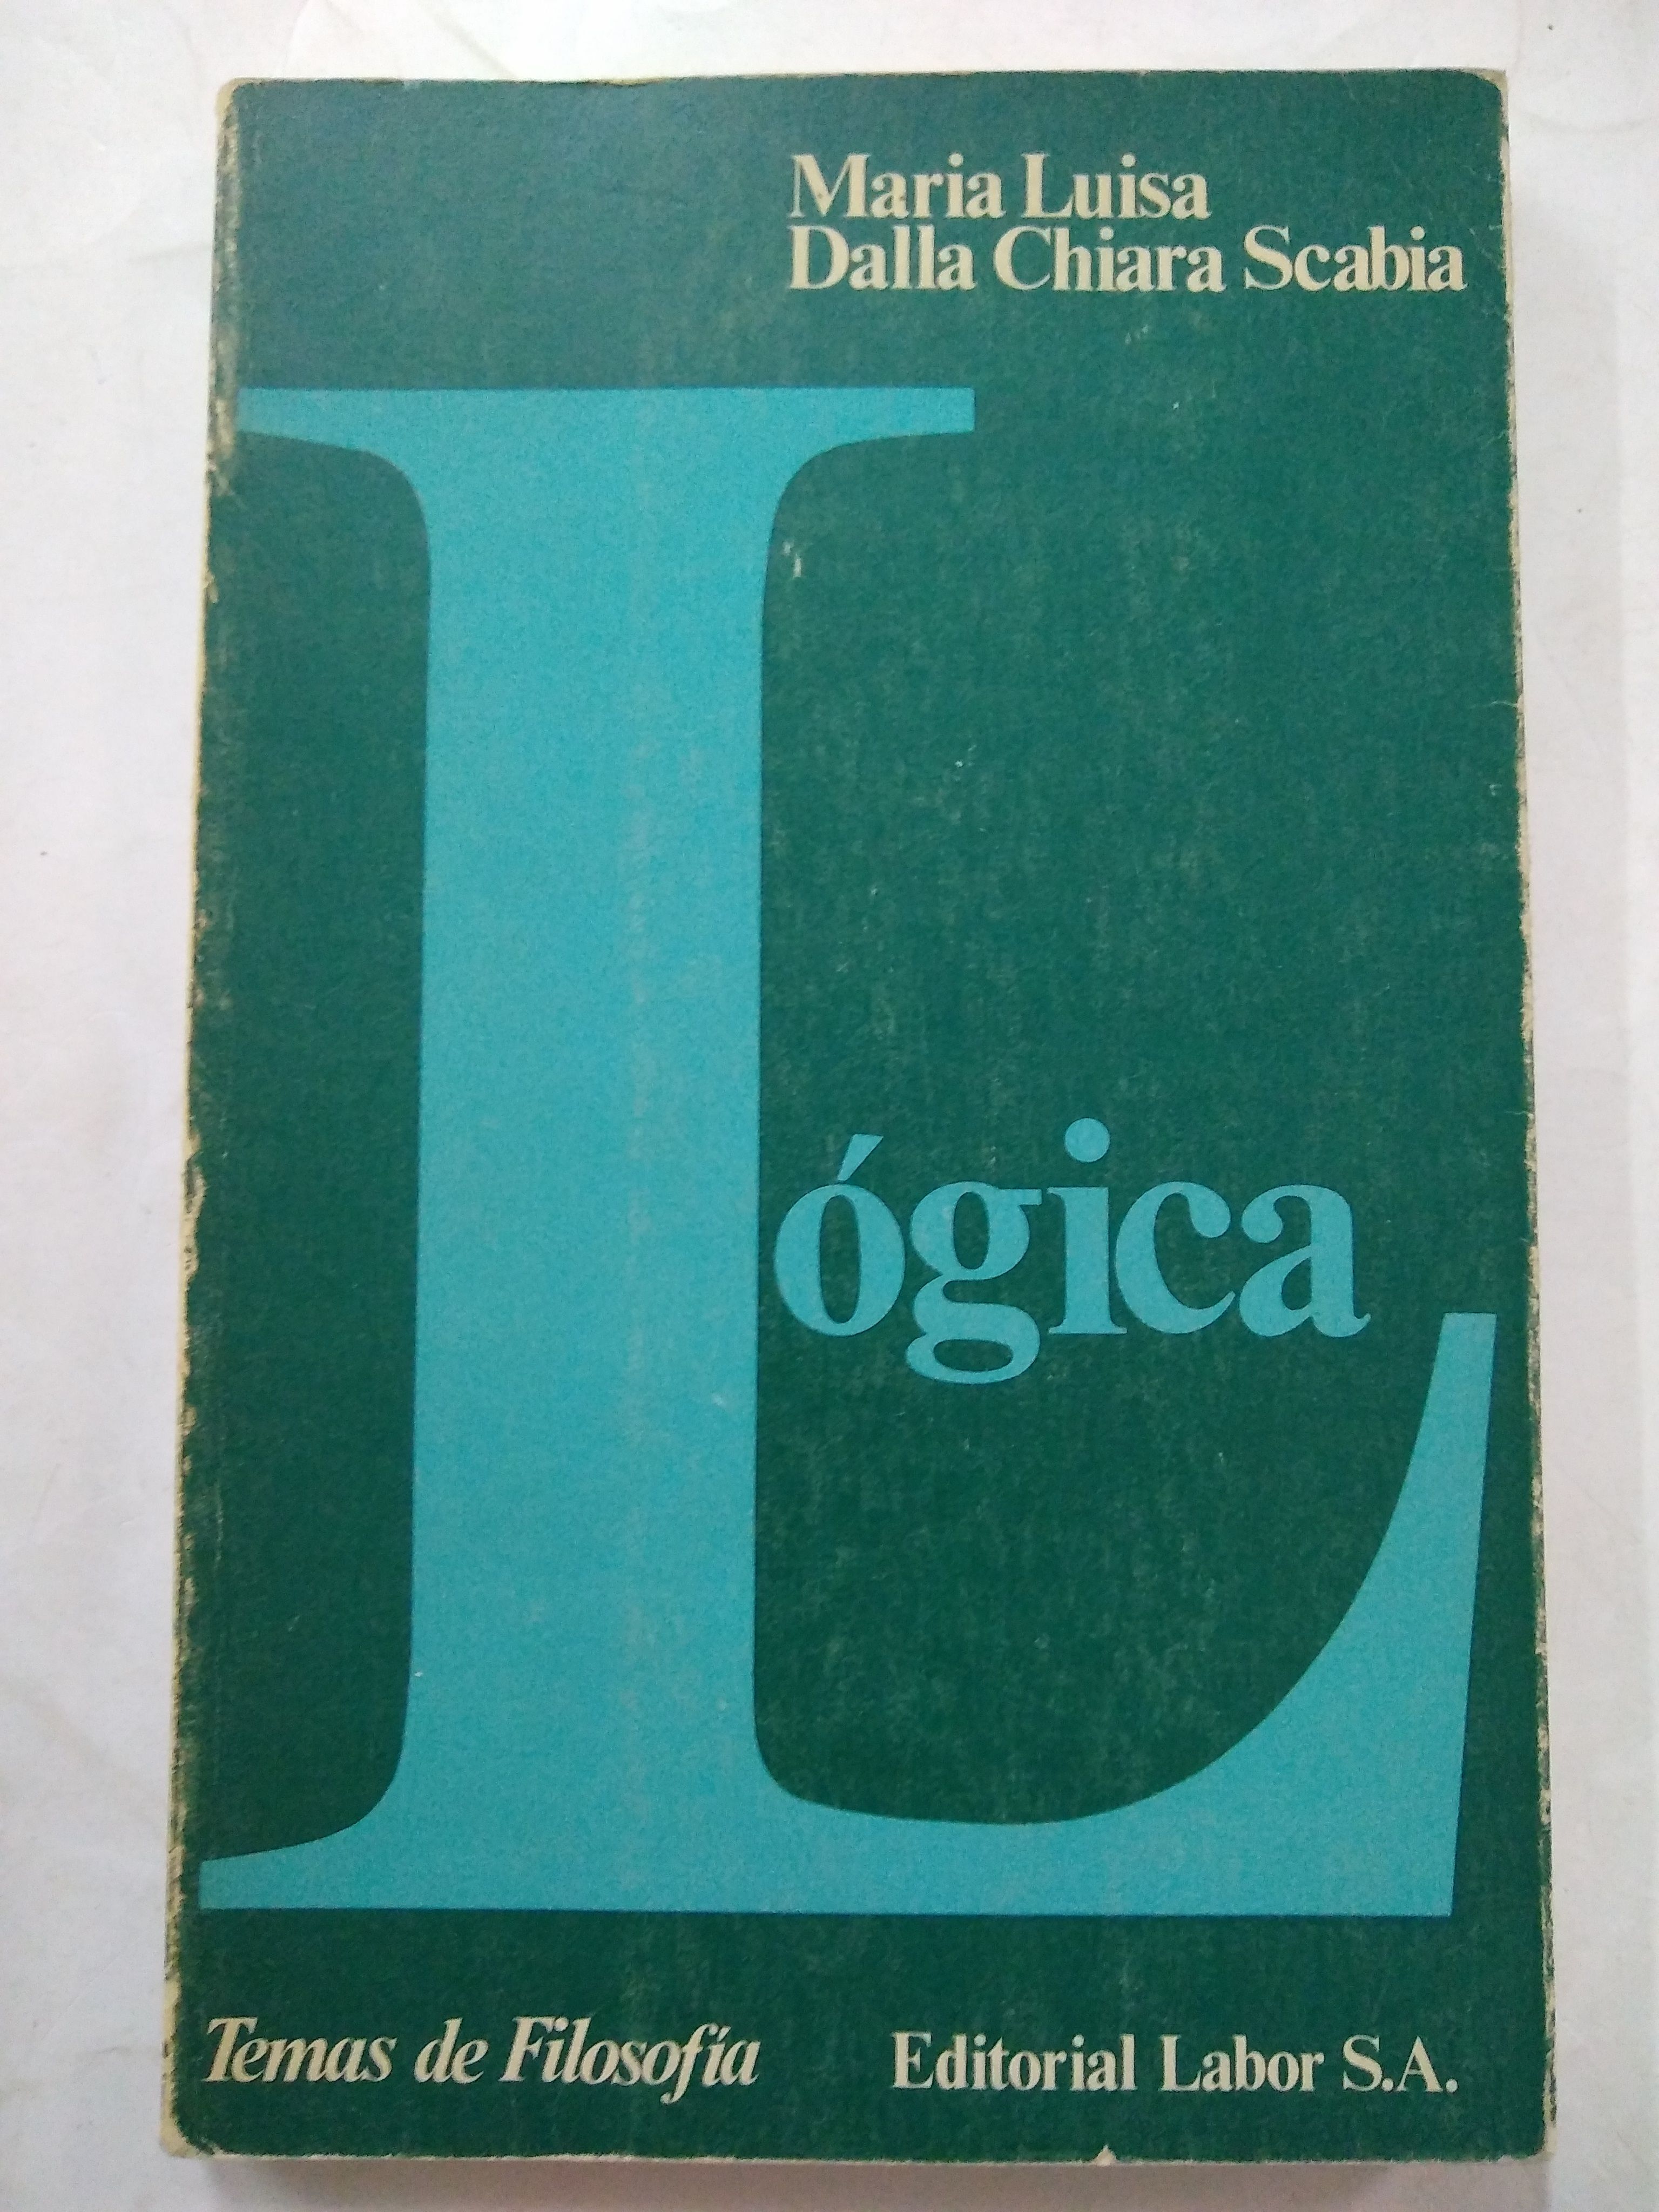 Maria Luisa
Dalla Chiara Scabia
Lógica
Temas de Filosofía
Editorial Labor S.A.